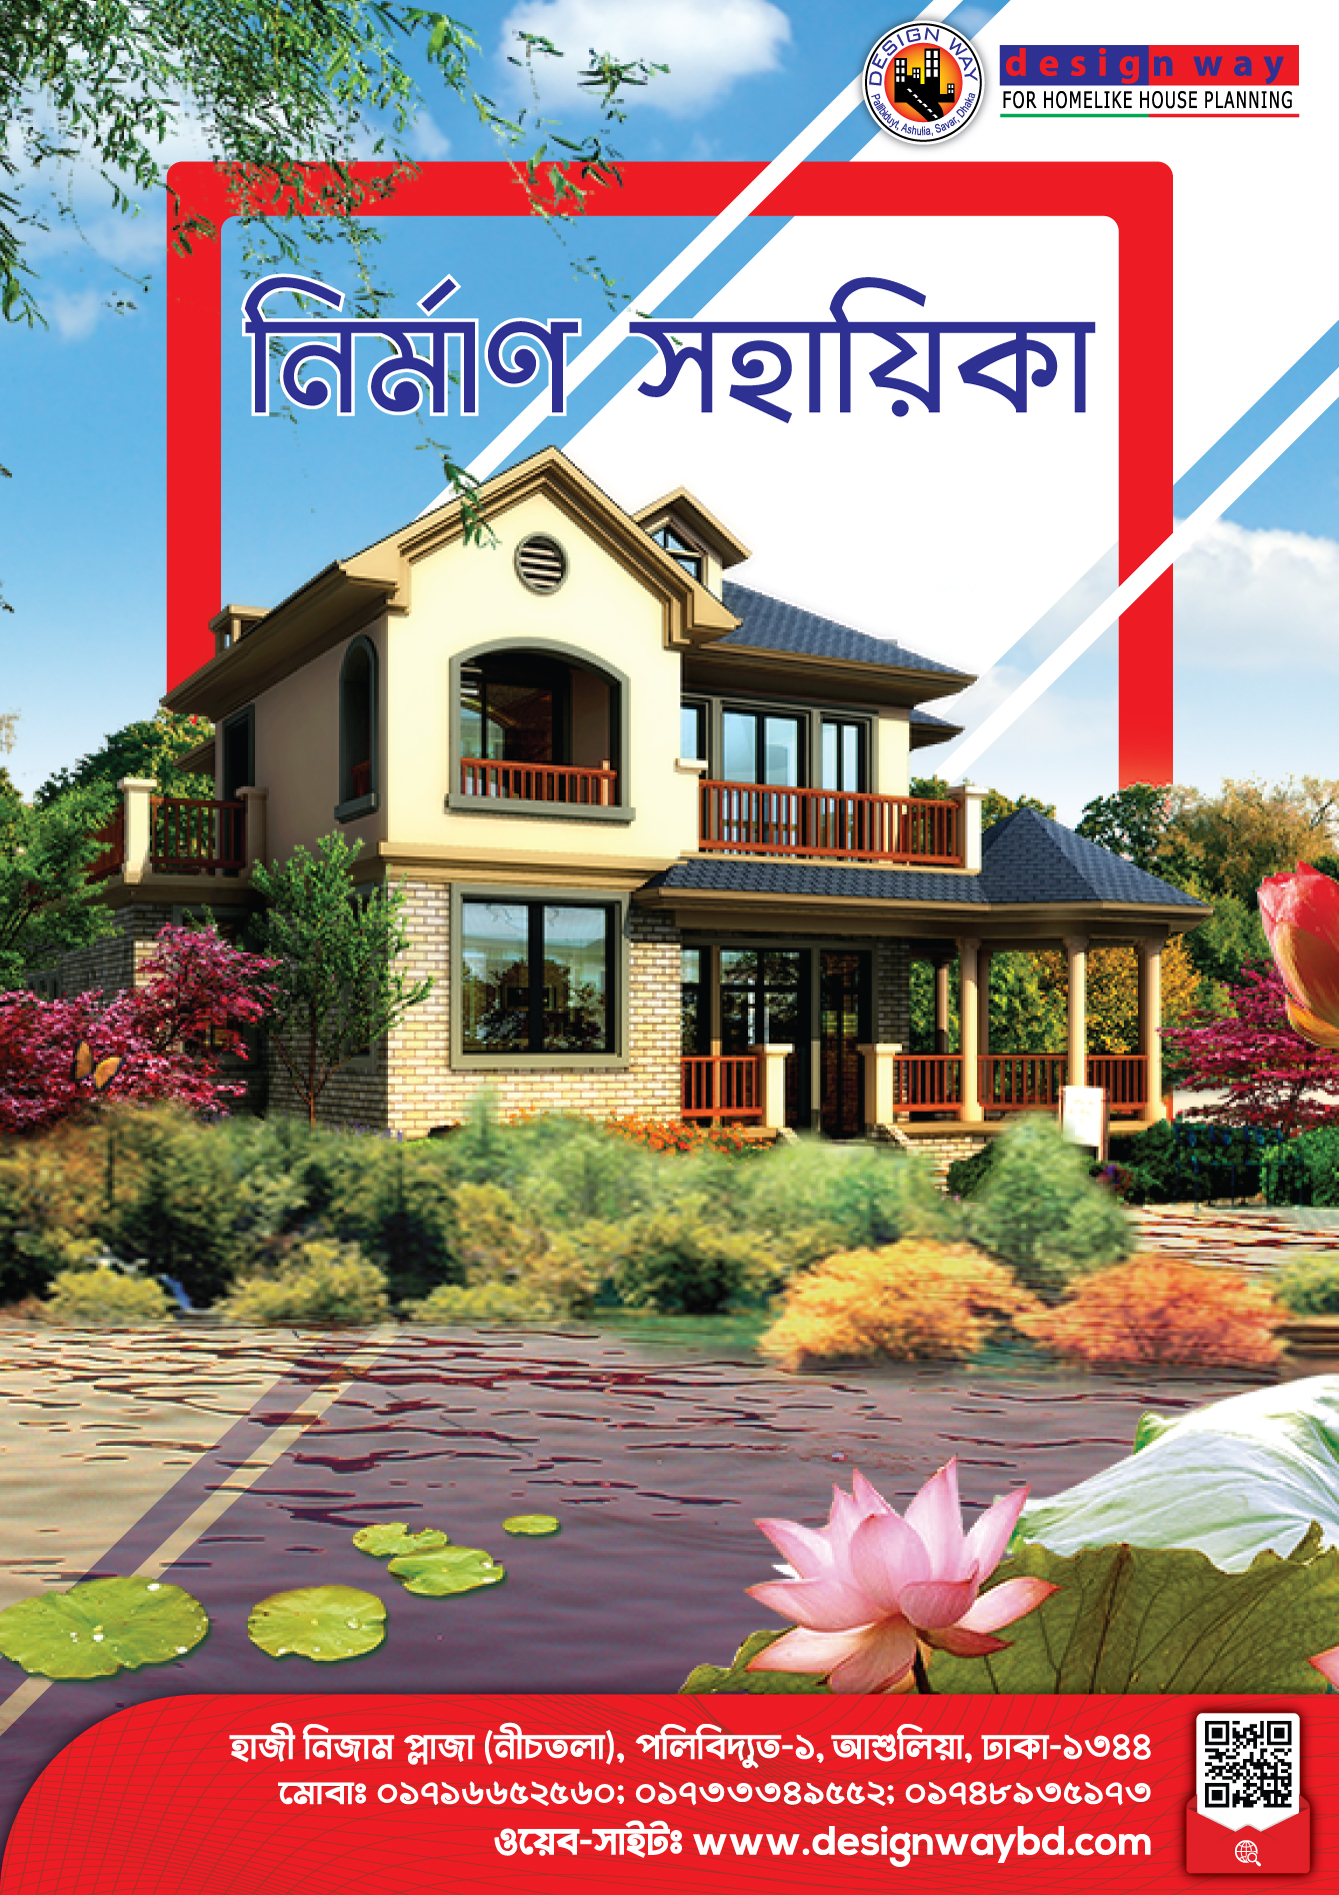 DESIGN WAY
Pallibiduyt, Ashulia, Savar, Dhaka
design way
FOR HOMELIKE HOUSE PLANNING
নির্মাণ সহায়িকা
হাজী নিজাম প্লাজা (নীচতলা), পলিবিদ্যুত-১, আশুলিয়া, ঢাকা-১৩৪৪
মোবাঃ ০১৭১৬৬৫২৫৬০; ০১৭৩৩৩৪৯৫৫২; ০১৭৪৮৯৩৫১৭৩
ওয়েব-সাইটঃ www.designwaybd.com